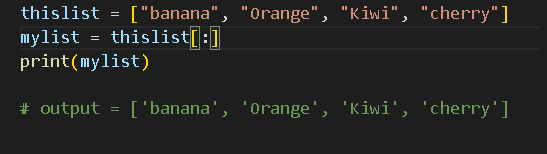 thislist = ["banana", "Orange", "Kiwi", "cherry"]
mylist = thislist[:]
print(mylist)
# output = ['banana', 'Orange', 'Kiwi', 'cherry']